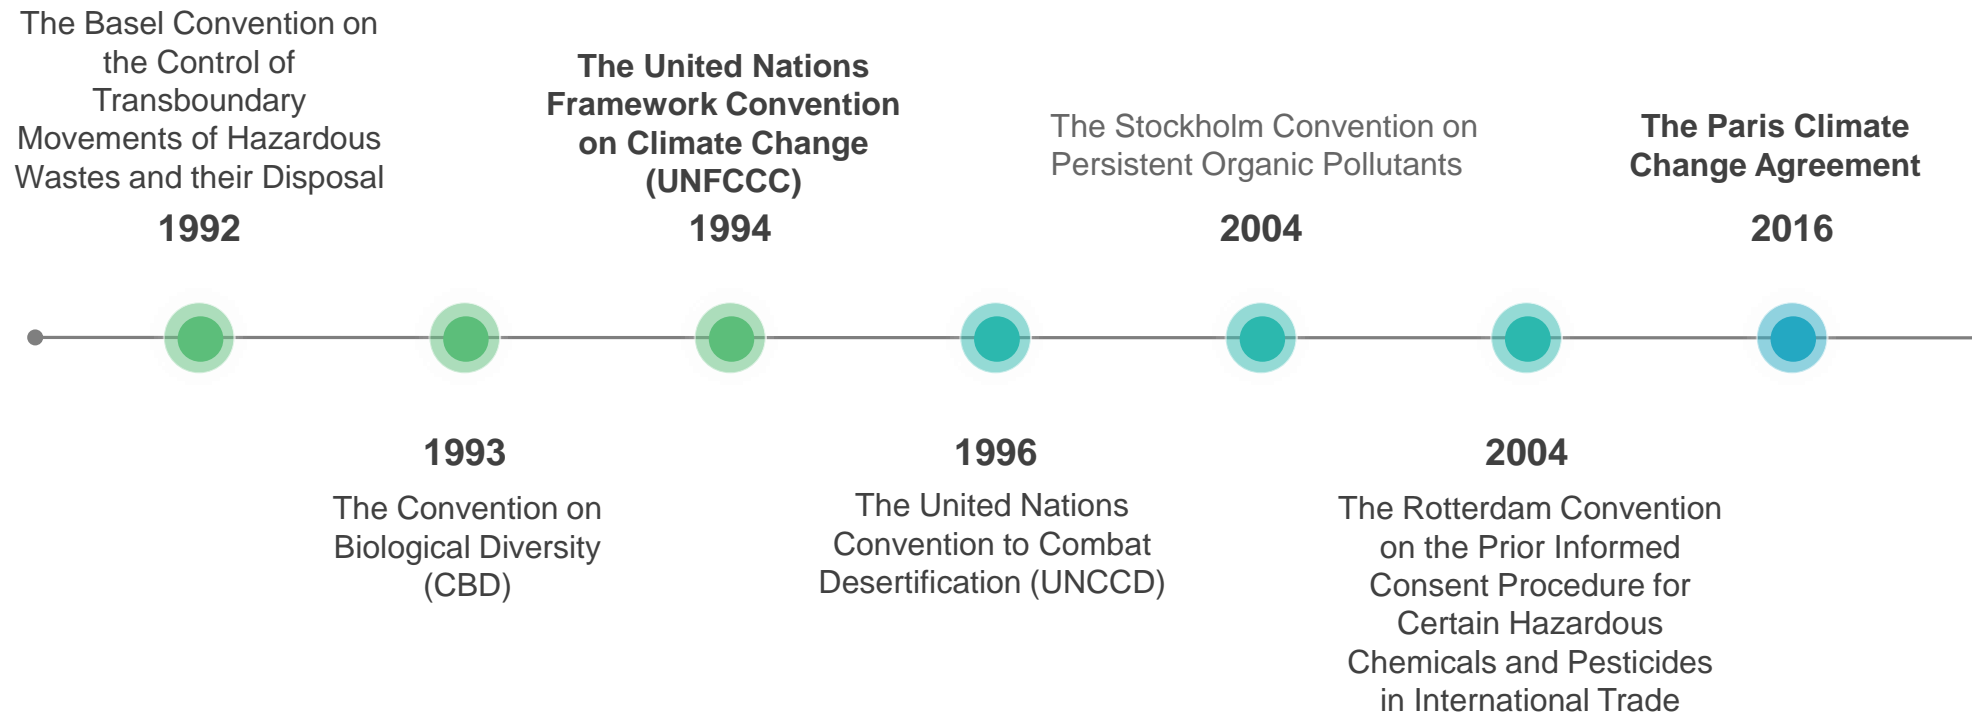 The Basel Convention on
the Control of
Transboundary
Movements of Hazardous
Wastes and their Disposal
1992
The United Nations
Framework Convention
on Climate Change
(UNFCCC)
1994
The Stockholm Convention on
Persistent Organic Pollutants
2004
The Paris Climate
Change Agreement
2016
1993
The Convention on
Biological Diversity
(CBD)
1996
The United Nations
Convention to Combat
Desertification (UNCCD)
2004
The Rotterdam Convention
on the Prior Informed
Consent Procedure for
Certain Hazardous
Chemicals and Pesticides
in International Trade